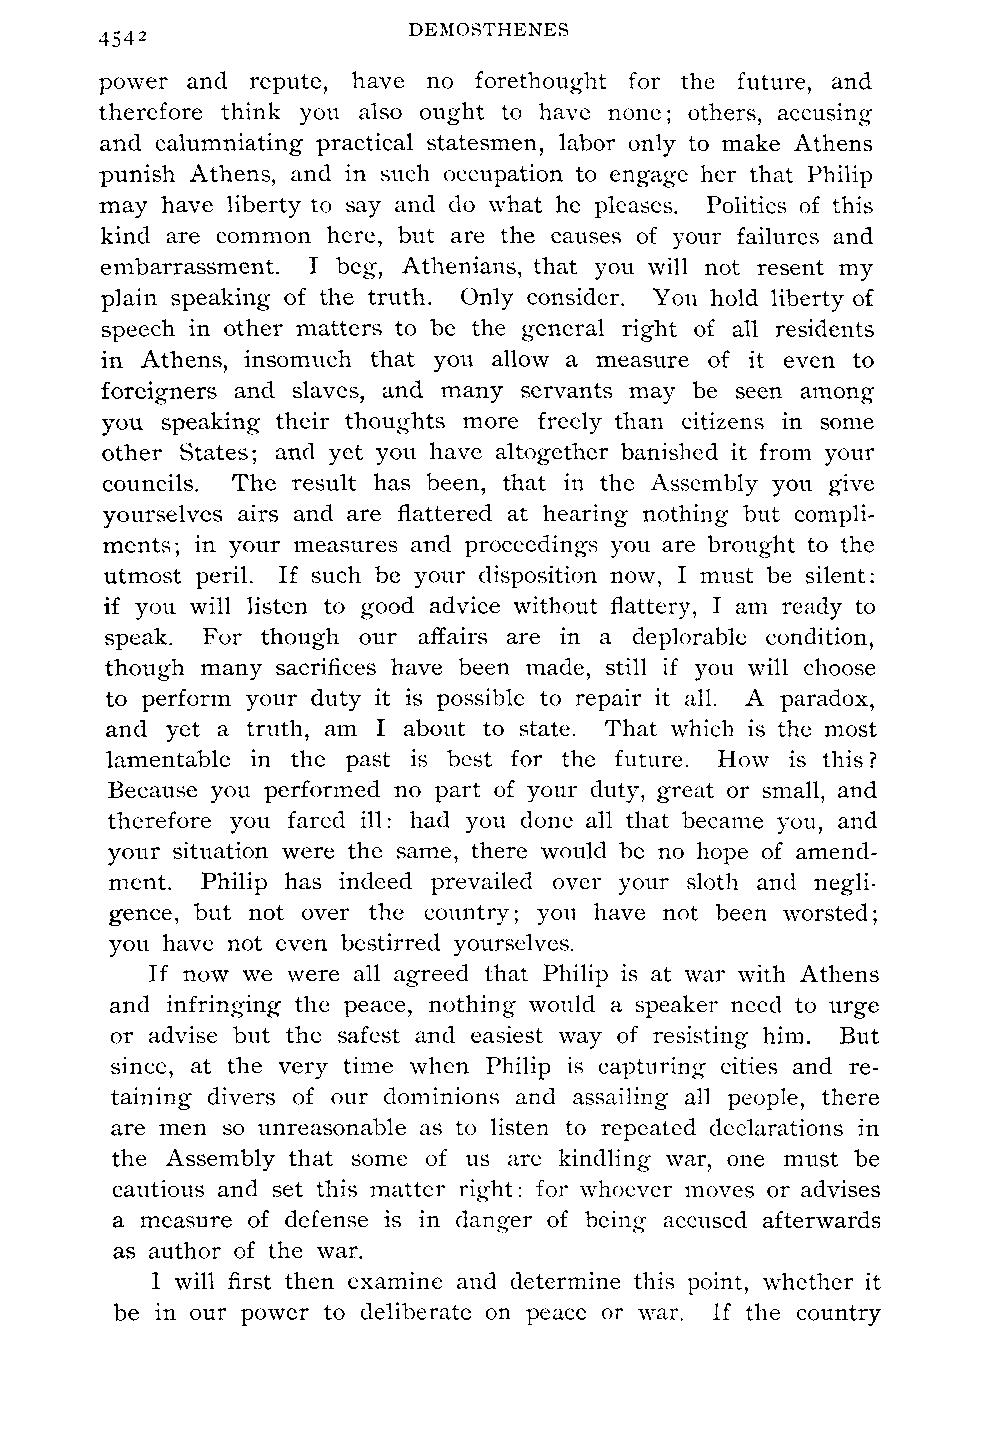 4542
DEMOSTHENES
power and repute, have no forethought for the future, and
therefore think you also ought to have none; others, accusing
and calumniating practical statesmen, labor only to make Athens
punish Athens, and in such occupation to engage her that Philip
may have liberty to say and do what he pleases. Politics of this
kind are common here, but are the causes of your failures and
embarrassment. I beg, Athenians, that you will not resent my
plain speaking of the truth. Only consider. You hold liberty of
speech in other matters to be the general right of all residents
in Athens, insomuch that you allow a measure of it even to
foreigners and slaves, and many servants may be seen among
you speaking their thoughts more freely than citizens in some
other States; and yet you have altogether banished it from your
councils. The result has been, that in the Assembly you give
yourselves airs and are flattered at hearing nothing but compli-
ments; in your measures and proceedings you are brought to the
utmost peril. If such be your disposition now, I must be silent:
if you will listen to good advice without flattery, I am ready to
speak. For though our affairs are in a deplorable condition,
though many sacrifices have been made, still if you will choose
to perform your duty it is possible to repair it all. A paradox,
and yet a truth, am I about to state. That which is the most
lamentable in the past is best for the future. How is this?
Because you performed no part of your duty, great or small, and
therefore you fared ill: had you done all that became you, and
your situation were the same, there would be no hope of amend-
ment. Philip has indeed prevailed over your sloth and negli-
gence, but not over the country; you have not been worsted;
you have not even bestirred yourselves.
If now we were all agreed that Philip is at war with Athens
and infringing the peace, nothing would a speaker need to urge
or advise but the safest and easiest way of resisting him. But
since, at the very time when Philip is capturing cities and re-
taining divers of our dominions and assailing all people, there
are men so unreasonable as to listen to repeated declarations in
the Assembly that some of us are kindling war, one must be
cautious and set this matter right: for whoever moves or advises
a measure of defense is in danger of being accused afterwards
as author of the war.
I will first then examine and determine this point, whether it
be in our power to deliberate on peace or war. If the country